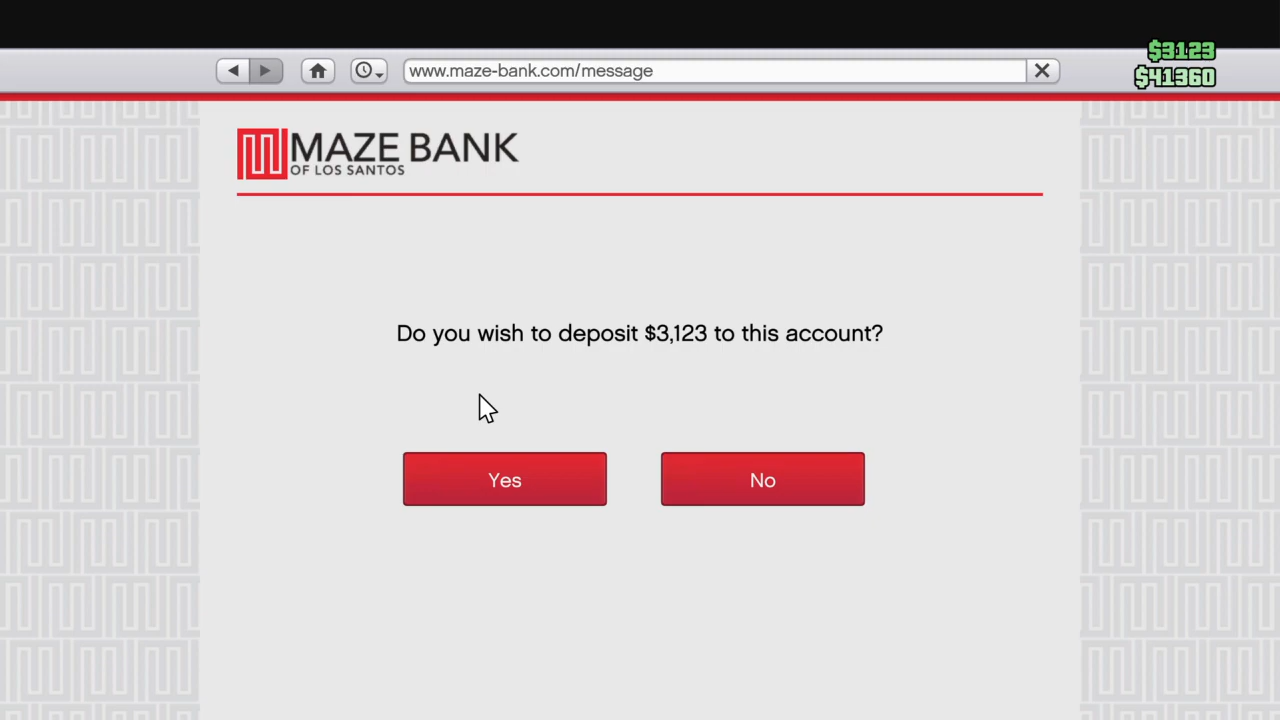 $3123
www.maze-bank.com/message
$41360
MAZE BANK
OF LOS SANTOS
Do you wish to deposit $3,123 to this account?
Yes
No